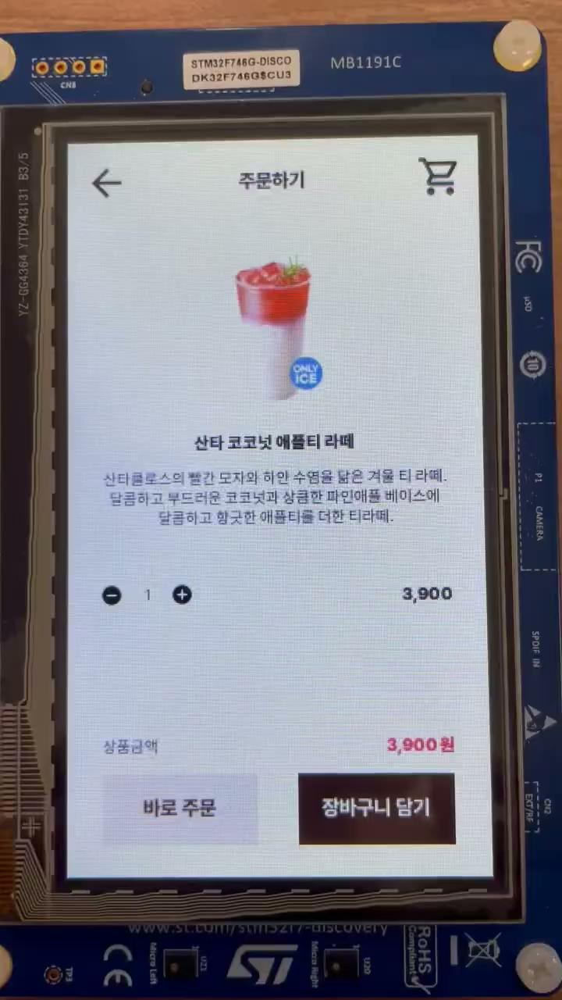 STM32F746G-DISCO
DK32F746G$CU3
MB1191C
CN8
YZ-GG4364 YTDY43131 B3/5
주문하기
ONLY
ICE
산타 코코넛 애플티 라떼
산타클로스의 빨간 모자와 하얀 수염을 닮은 겨울 티 라떼.
달콤하고 부드러운 코코넛과 상큼한 파인애플 베이스에
달콤하고 향긋한 애플티를 더한 티라떼.
1
3,900
상품금액
3,900원
바로 주문
장바구니 담기
FC
µSD
10
P1
CAMERA
SPDIF IN
CN2
EXT/RF
www.st.com/stm32f7-discovery
TP3
CE
Micro Left
U21
ST
Micro Right
U20
RoHS
Compliant